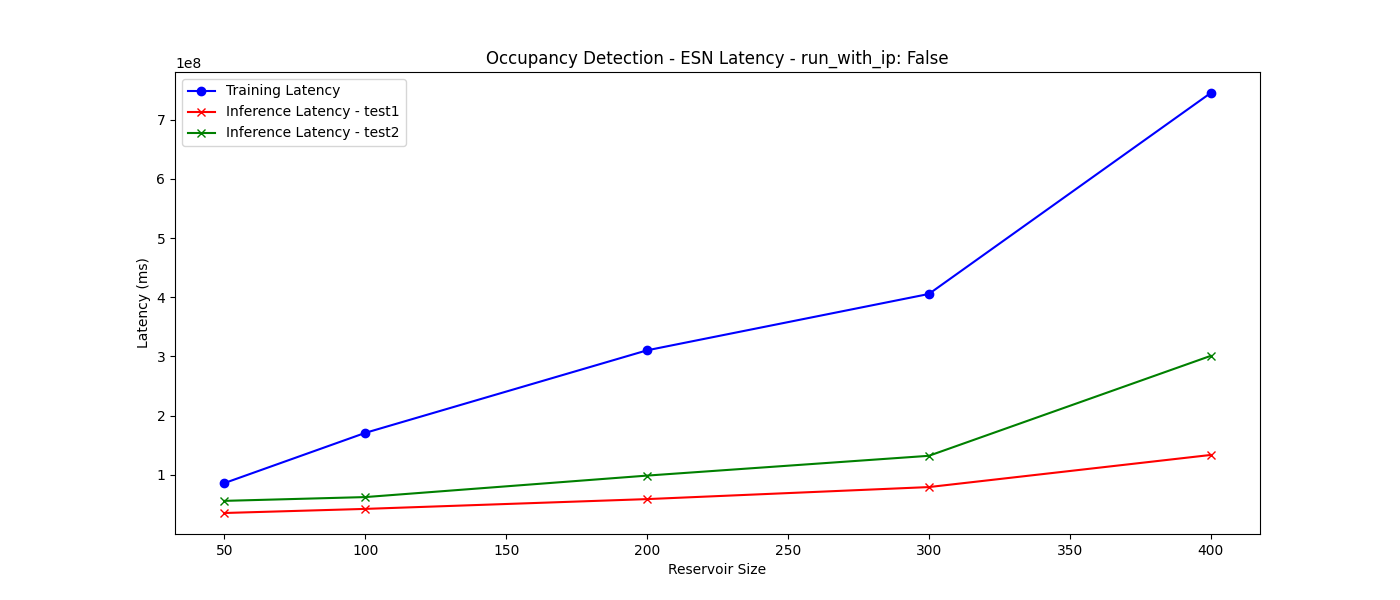 Occupancy Detection - ESN Latency - run_with_ip: False
1e8
Training Latency
Inference Latency - test1
Inference Latency - test2
7
6
5
4
3
2
1
Latency (ms)
50 100 150 200 250 300 350 400
Reservoir Size